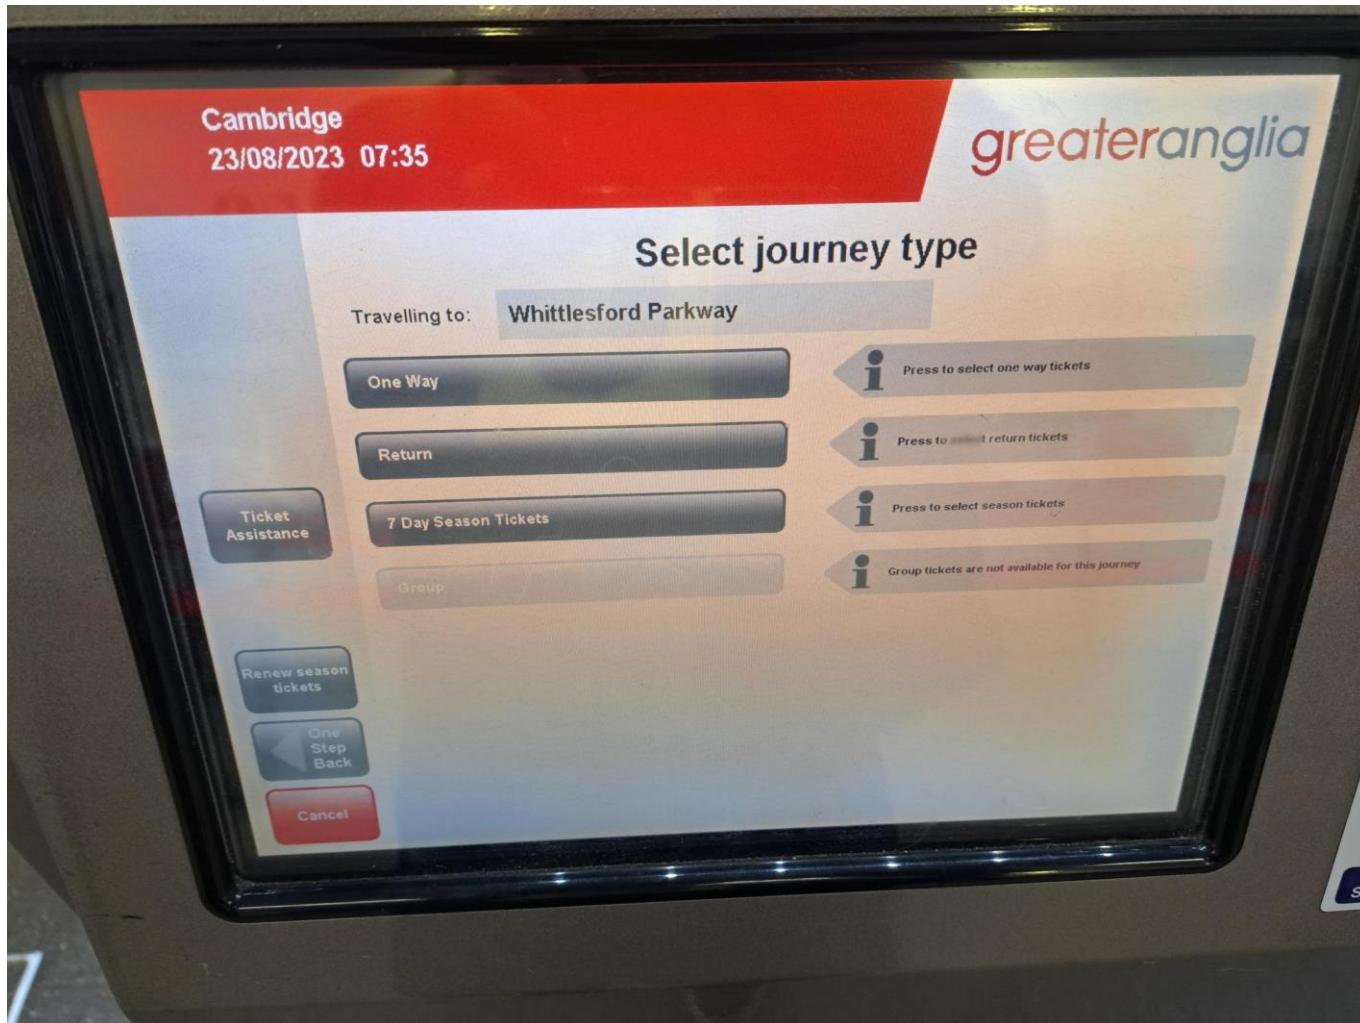 Cambridge
23/08/2023 07:35
greateranglia
Select journey type
Travelling to: Whittlesford Parkway
One Way
Press to select one way tickets
Return
Press to return tickets
7 Day Season Tickets
Press to select season tickets
Group
Group tickets are not available for this journey
Ticket
Assistance
Renew season
tickets
One
Step
Back
Cancel